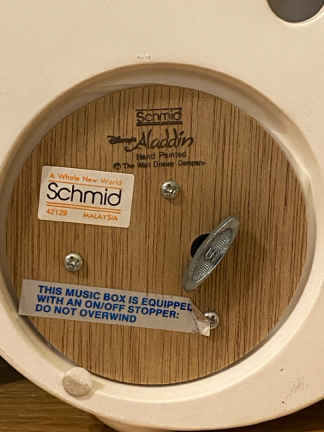 Schmid
Disney's
Aladdin
Hand Painted
© The Walt Disney Company
A Whole New World
Schmid
42129 MALAYSIA
THIS MUSIC BOX IS EQUIPPED
WITH AN ON/OFF STOPPER:
DO NOT OVERWIND